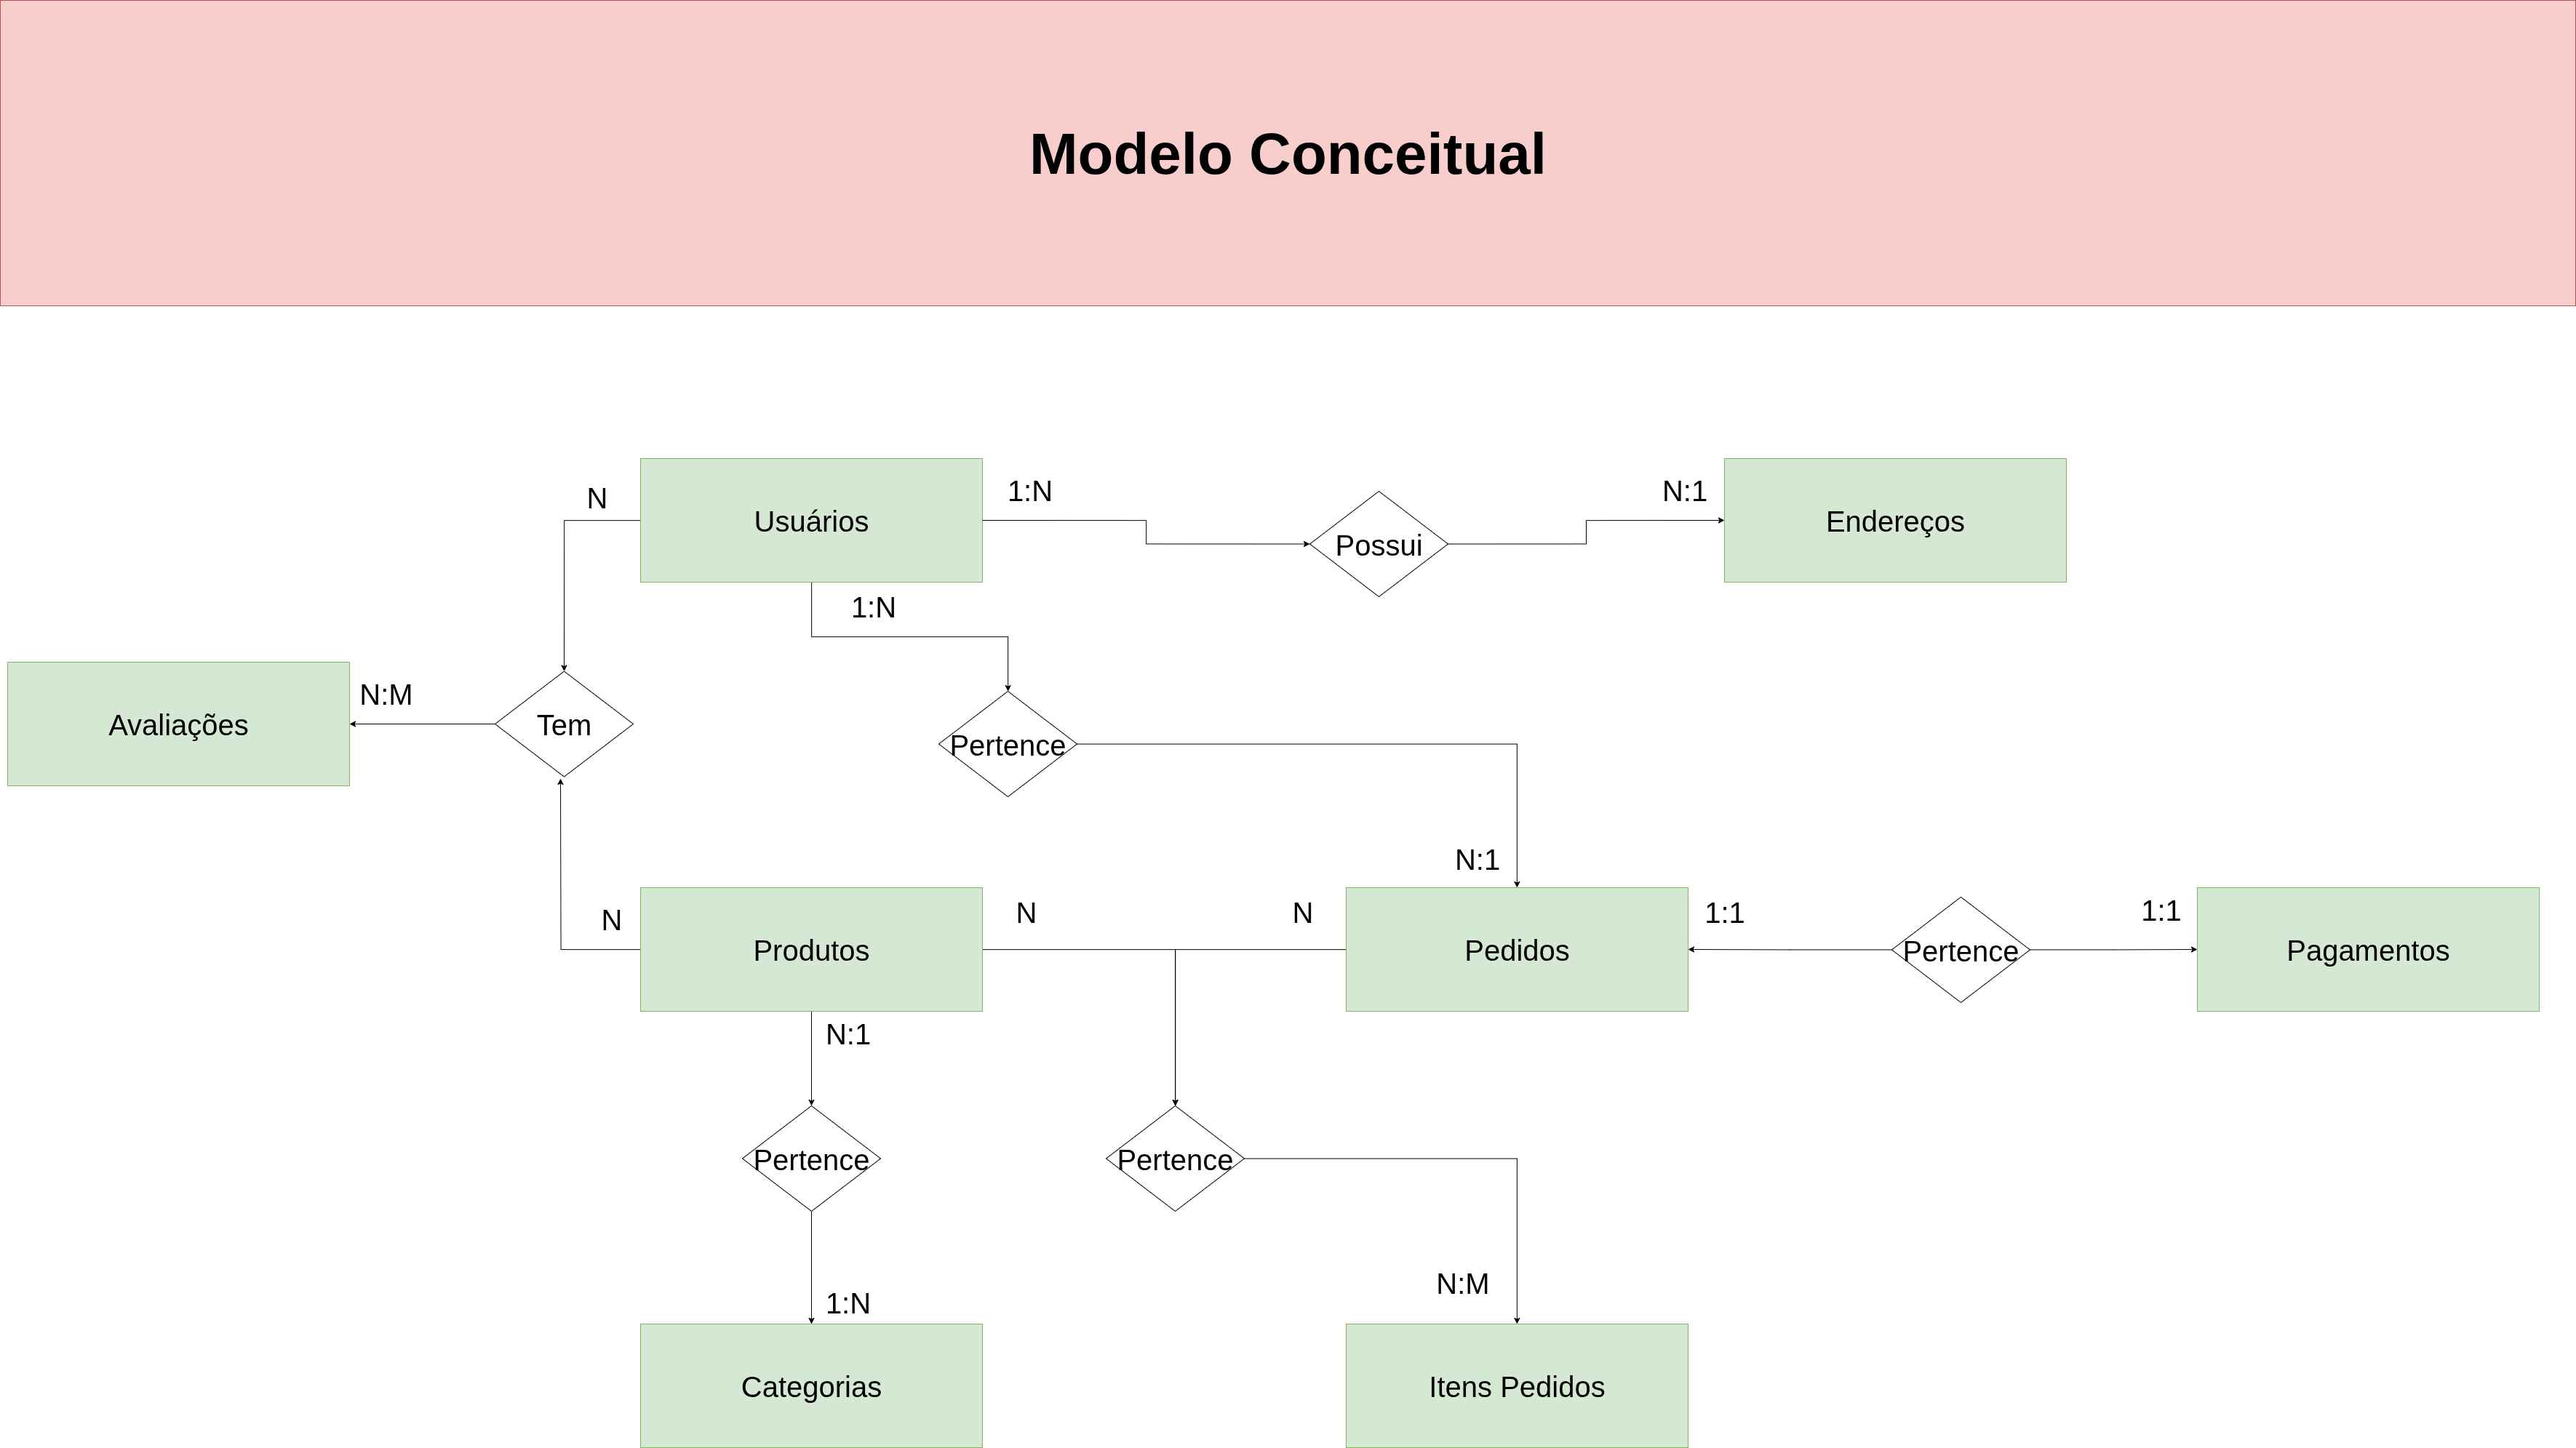 Modelo Conceitual
N
Usuários
1:N
Possui
N:1
Endereços
1:N
Avaliações
N:M
Tem
Pertence
N:1
N
Produtos
N
N
Pedidos
1:1
Pertence
1:1
Pagamentos
N:1
Pertence
Pertence
1:N
N:M
Categorias
Itens Pedidos